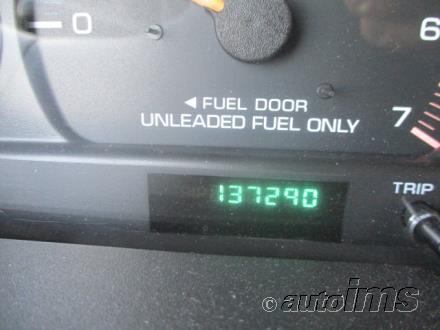 0
6
◄ FUEL DOOR
UNLEADED FUEL ONLY
7
137290
TRIP
© autoims